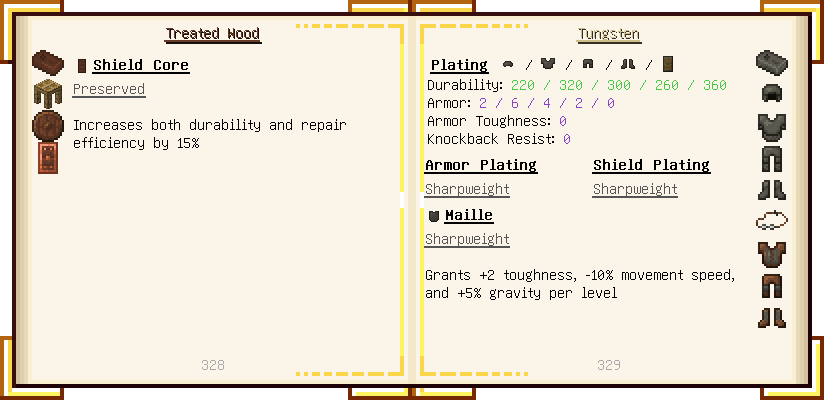 Treated Wood
Shield Core
Preserved
Increases both durability and repair
efficiency by 15%
328
Tungsten
Plating / / / /
Durability: 220 / 320 / 300 / 260 / 360
Armor: 2 / 6 / 4 / 2 / 0
Armor Toughness: 0
Knockback Resist: 0
Armor Plating Shield Plating
Sharpweight Sharpweight
Maille
Sharpweight
Grants +2 toughness, -10% movement speed,
and +5% gravity per level
329